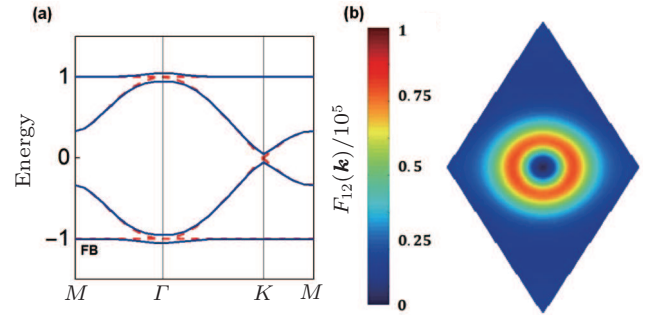 (a)
Energy
1
0
−1
FB
M Γ K M
(b)
F12(k)/10^5
1
0.75
0.5
0.25
0